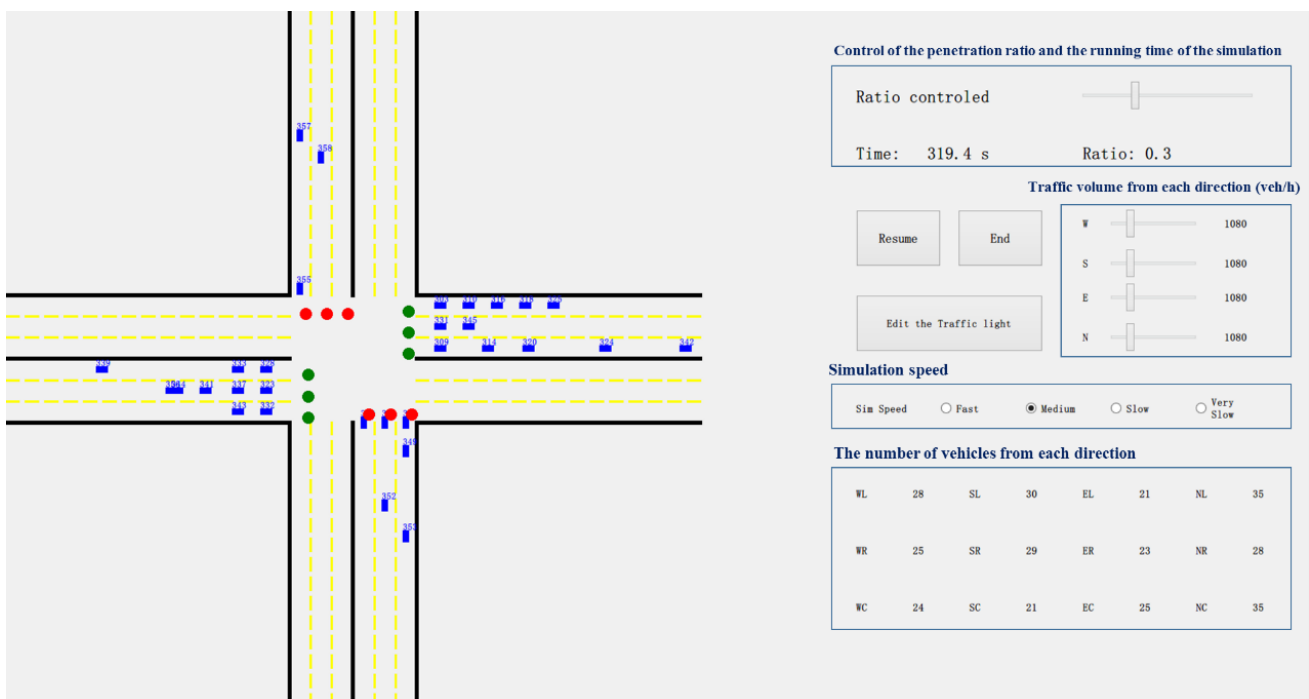 Control of the penetration ratio and the running time of the simulation
Ratio controled
Time: 319.4 s Ratio: 0.3
Traffic volume from each direction (veh/h)
W 1080
Resume End
S 1080
E 1080
Edit the Traffic light
N 1080
Simulation speed
Sim Speed Fast Medium Slow Very Slow
The number of vehicles from each direction
WL 28 SL 30 EL 21 NL 35
WR 25 SR 29 ER 23 NR 28
WC 24 SC 21 EC 25 NC 35
357
358
355
331 345
309 314 320 324 342
339 333 328
341 337 323
343 332
349
352
353